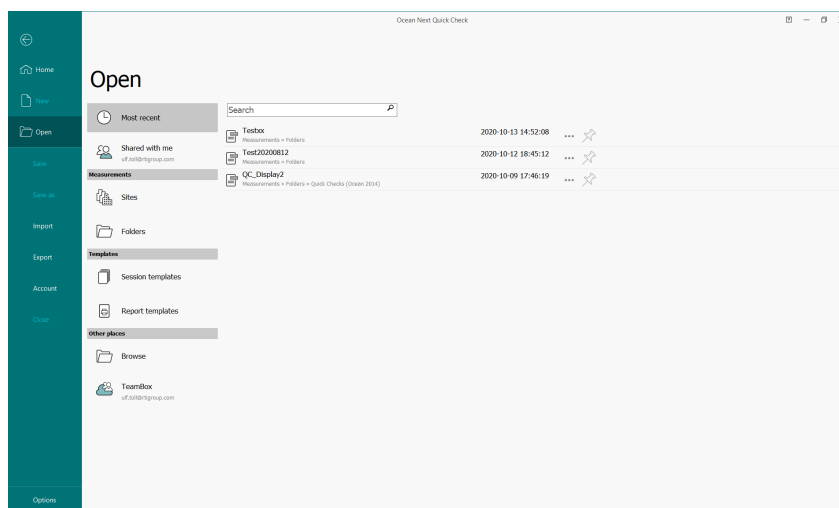 Ocean Next Quick Check
Home
New
Open
Save
Save as
Import
Export
Account
Close
Options
Open
Most recent
Shared with me
ulf.toll@rtigroup.com
Measurements
Sites
Folders
Templates
Session templates
Report templates
Other places
Browse
TeamBox
ulf.toll@rtigroup.com
Search
Testxx 2020-10-13 14:52:08
Measurements » Folders
Test20200812 2020-10-12 18:45:12
Measurements » Folders
QC_Display2 2020-10-09 17:46:19
Measurements » Folders » Quick Checks (Ocean 2014)